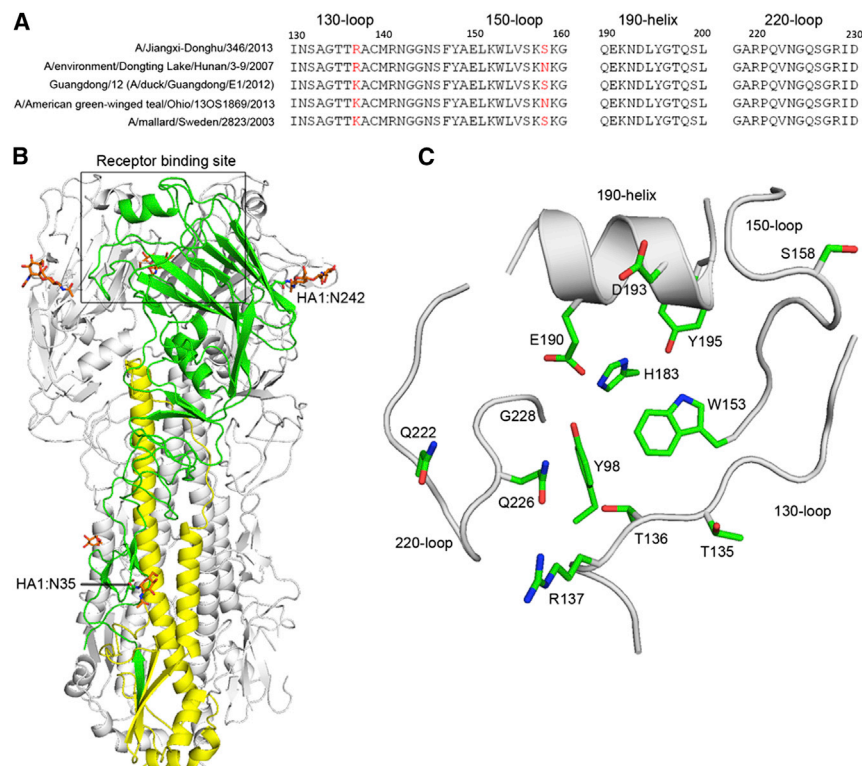 A
130-loop 150-loop 190-helix 220-loop
130 140 150 160 190 200 220 230
A/Jiangxi-Donghu/346/2013 INSAGTTRACMRNGGNSFYAELKWLVSKSKG QEKNDLYGTQSL GARPQVNGQSGRID
A/environment/Dongting Lake/Hunan/3-9/2007 INSAGTTRACMRNGGNSFYAELKWLVSKNKG QEKNDLYGTQSL GARPQVNGQSGRID
Guangdong/12 (A/duck/Guangdong/E1/2012) INSAGTTKACMRNGGNSFYAELKWLVSKSKG QEKNDLYGTQSL GARPQVNGQSGRID
A/American green-winged teal/Ohio/13OS1869/2013 INSAGTTKACMRNGGNSFYAELKWLVSKNKG QEKNDLYGTQSL GARPQVNGQSGRID
A/mallard/Sweden/2823/2003 INSAGTTKACMRNGGNSFYAELKWLVSKSKG QEKNDLYGTQSL GARPQVNGQSGRID
B
Receptor binding site
HA1:N242
HA1:N35
C
190-helix
150-loop
S158
D193
E190
Y195
H183
W153
G228
Q222
Y98
Q226
130-loop
220-loop
T136
T135
R137